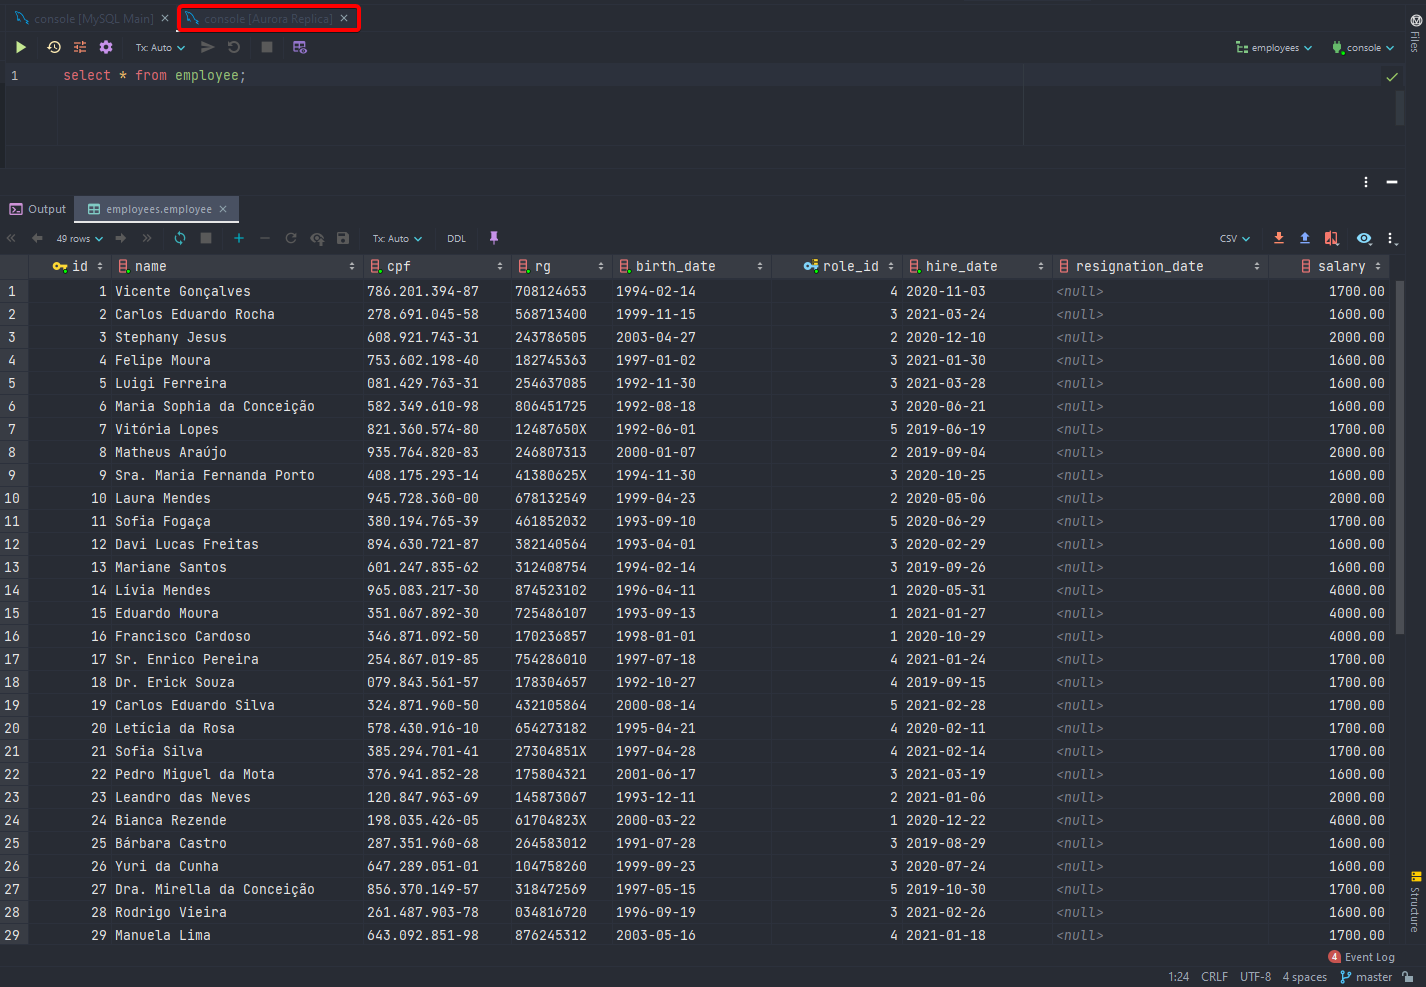 console [MySQL Main]
console [Aurora Replica]
Tx: Auto
employees
console
1 select * from employee;
Output
employees.employee
49 rows
Tx: Auto
DDL
CSV
id name cpf rg birth_date role_id hire_date resignation_date salary
1 1 Vicente Gonçalves 786.201.394-87 708124653 1994-02-14 4 2020-11-03 <null> 1700.00
2 2 Carlos Eduardo Rocha 278.691.045-58 568713400 1999-11-15 3 2021-03-24 <null> 1600.00
3 3 Stephany Jesus 608.921.743-31 243786505 2003-04-27 2 2020-12-10 <null> 2000.00
4 4 Felipe Moura 753.602.198-40 182745363 1997-01-02 3 2021-01-30 <null> 1600.00
5 5 Luigi Ferreira 081.429.763-31 254637085 1992-11-30 3 2021-03-28 <null> 1600.00
6 6 Maria Sophia da Conceição 582.349.610-98 806451725 1992-08-18 3 2020-06-21 <null> 1600.00
7 7 Vitória Lopes 821.360.574-80 12487650X 1992-06-01 5 2019-06-19 <null> 1700.00
8 8 Matheus Araújo 935.764.820-83 246807313 2000-01-07 2 2019-09-04 <null> 2000.00
9 9 Sra. Maria Fernanda Porto 408.175.293-14 41380625X 1994-11-30 3 2020-10-25 <null> 1600.00
10 10 Laura Mendes 945.728.360-00 678132549 1999-04-23 2 2020-05-06 <null> 2000.00
11 11 Sofia Fogaça 380.194.765-39 461852032 1993-09-10 5 2020-06-29 <null> 1700.00
12 12 Davi Lucas Freitas 894.630.721-87 382140564 1993-04-01 3 2020-02-29 <null> 1600.00
13 13 Mariane Santos 601.247.835-62 312408754 1994-02-14 3 2019-09-26 <null> 1600.00
14 14 Lívia Mendes 965.083.217-30 874523102 1996-04-11 1 2020-05-31 <null> 4000.00
15 15 Eduardo Moura 351.067.892-30 725486107 1993-09-13 1 2021-01-27 <null> 4000.00
16 16 Francisco Cardoso 346.871.092-50 170236857 1998-01-01 1 2020-10-29 <null> 4000.00
17 17 Sr. Enrico Pereira 254.867.019-85 754286010 1997-07-18 4 2021-01-24 <null> 1700.00
18 18 Dr. Erick Souza 079.843.561-57 178304657 1992-10-27 4 2019-09-15 <null> 1700.00
19 19 Carlos Eduardo Silva 324.871.960-50 432105864 2000-08-14 5 2021-02-28 <null> 1700.00
20 20 Letícia da Rosa 578.430.916-10 654273182 1995-04-21 4 2020-02-11 <null> 1700.00
21 21 Sofia Silva 385.294.701-41 27304851X 1997-04-28 4 2021-02-14 <null> 1700.00
22 22 Pedro Miguel da Mota 376.941.852-28 175804321 2001-06-17 3 2021-03-19 <null> 1600.00
23 23 Leandro das Neves 120.847.963-69 145873067 1993-12-11 2 2021-01-06 <null> 2000.00
24 24 Bianca Rezende 198.035.426-05 61704823X 2000-03-22 1 2020-12-22 <null> 4000.00
25 25 Bárbara Castro 287.351.960-68 264583012 1991-07-28 3 2019-08-29 <null> 1600.00
26 26 Yuri da Cunha 647.289.051-01 104758260 1999-09-23 3 2020-07-24 <null> 1600.00
27 27 Dra. Mirella da Conceição 856.370.149-57 318472569 1997-05-15 5 2019-10-30 <null> 1700.00
28 28 Rodrigo Vieira 261.487.903-78 034816720 1996-09-19 3 2021-02-26 <null> 1600.00
29 29 Manuela Lima 643.092.851-98 876245312 2003-05-16 4 2021-01-18 <null> 1700.00
Files
Structure
4 Event Log
1:24 CRLF UTF-8 4 spaces master